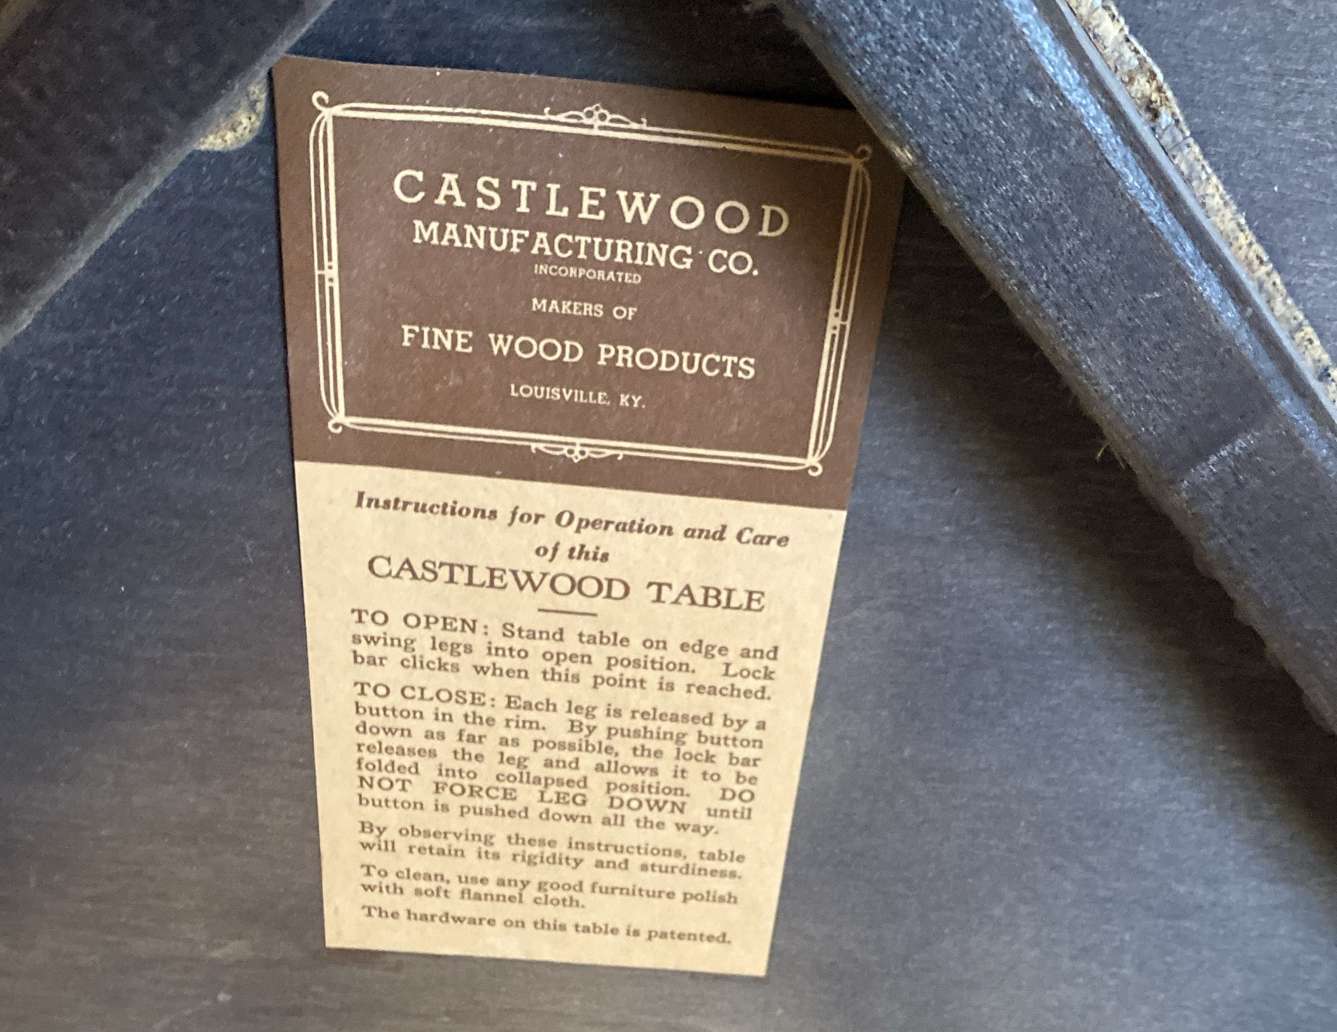 CASTLEWOOD
MANUFACTURING CO.
INCORPORATED
MAKERS OF
FINE WOOD PRODUCTS
LOUISVILLE, KY.
Instructions for Operation and Care
of this
CASTLEWOOD TABLE
TO OPEN: Stand table on edge and
swing legs into open position. Lock
bar clicks when this point is reached.
TO CLOSE: Each leg is released by a
button in the rim. By pushing button
down as far as possible, the lock bar
releases the leg and allows it to be
folded into collapsed position. DO
NOT FORCE LEG DOWN until
button is pushed down all the way.
By observing these instructions, table
will retain its rigidity and sturdiness.
To clean, use any good furniture polish
with soft flannel cloth.
The hardware on this table is patented.